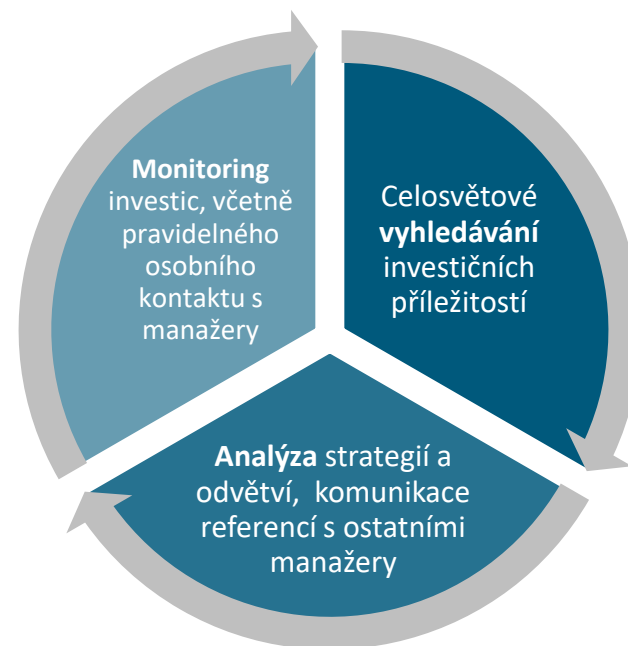 Monitoring
investic, včetně
pravidelného
osobního
kontaktu s
manažery
Celosvětové
vyhledávání
investičních
příležitostí
Analýza strategií a
odvětví,  komunikace
referencí s ostatními
manažery